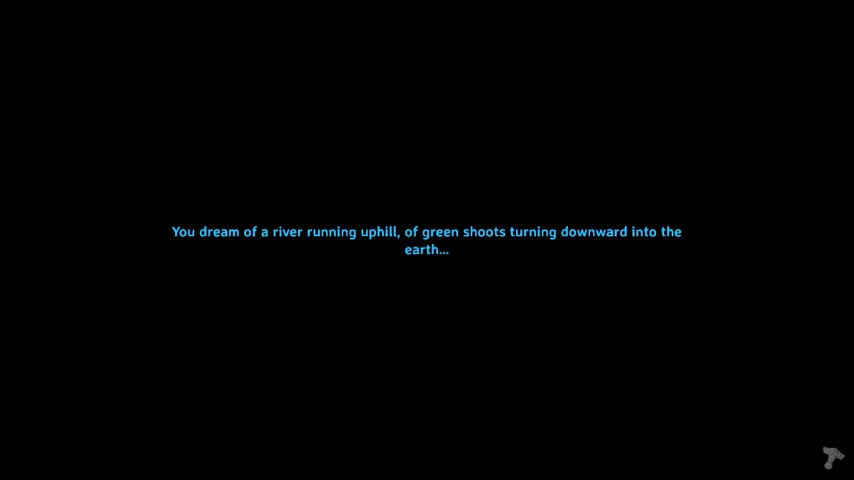 You dream of a river running uphill, of green shoots turning downward into the
earth...